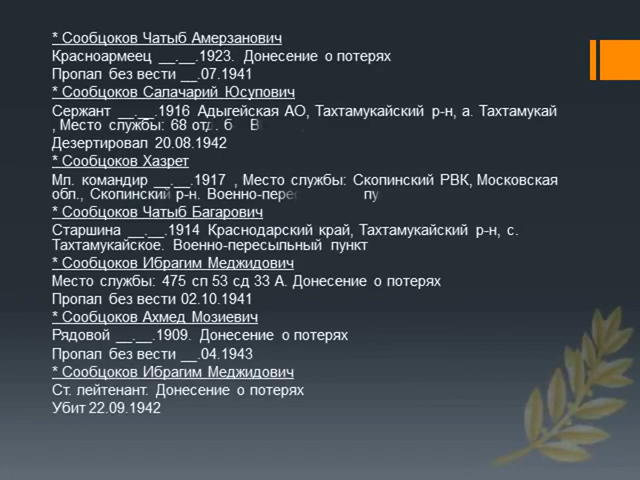 * Сообцоков Чатыб Амерзанович
Красноармеец __.__.1923. Донесение о потерях
Пропал без вести __.07.1941
* Сообцоков Салачарий Юсупович
Сержант __.__.1916 Адыгейская АО, Тахтамукайский р-н, а. Тахтамукай
, Место службы: 68 отд. б
Дезертировал 20.08.1942
* Сообцоков Хазрет
Мл. командир __.__.1917 , Место службы: Скопинский РВК, Московская
обл., Скопинский р-н. Военно-перес
* Сообцоков Чатыб Багарович
Старшина __.__.1914 Краснодарский край, Тахтамукайский р-н, с.
Тахтамукайское. Военно-пересыльный пункт
* Сообцоков Ибрагим Меджидович
Место службы: 475 сп 53 сд 33 А. Донесение о потерях
Пропал без вести 02.10.1941
* Сообцоков Ахмед Мозиевич
Рядовой __.__.1909. Донесение о потерях
Пропал без вести __.04.1943
* Сообцоков Ибрагим Меджидович
Ст. лейтенант. Донесение о потерях
Убит 22.09.1942